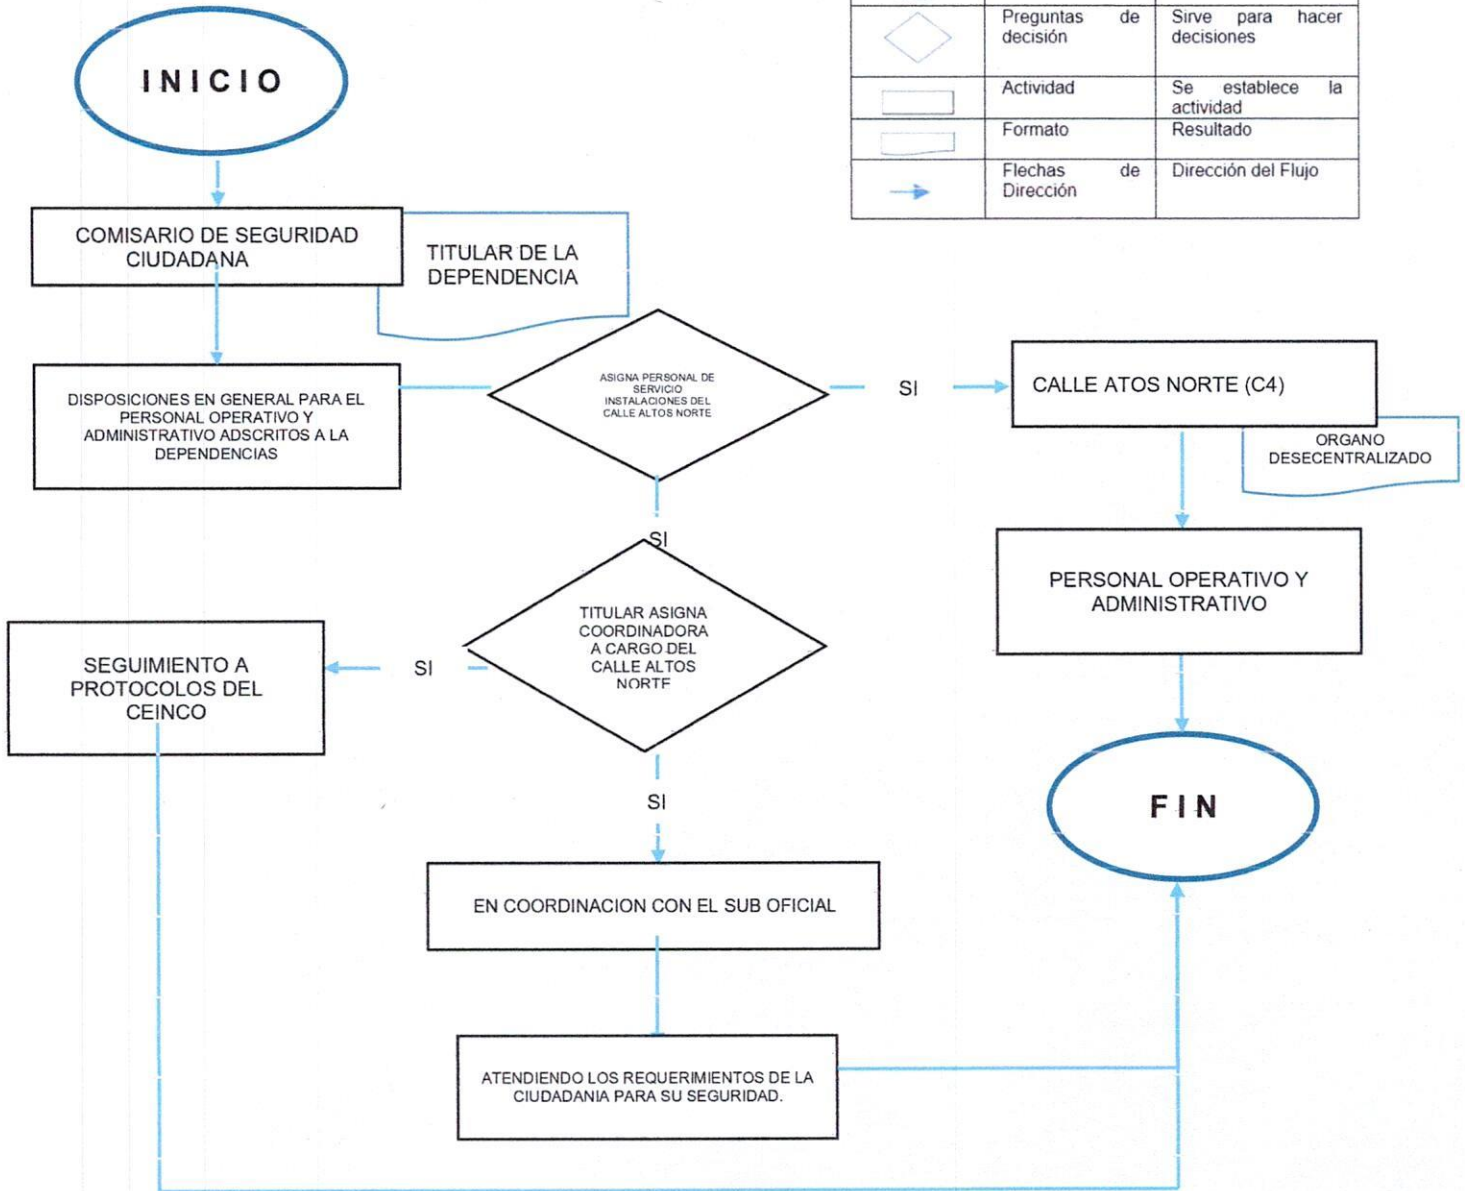 INICIO
Preguntas de
decisión
Sirve para hacer
decisiones
Actividad
Se establece la
actividad
Formato
Resultado
Flechas de
Dirección
Dirección del Flujo
COMISARIO DE SEGURIDAD
CIUDADANA
TITULAR DE LA
DEPENDENCIA
DISPOSICIONES EN GENERAL PARA EL
PERSONAL OPERATIVO Y
ADMINISTRATIVO ADSCRITOS A LA
DEPENDENCIAS
ASIGNA PERSONAL DE
SERVICIO
INSTALACIONES DEL
CALLE ALTOS NORTE
SI
CALLE ATOS NORTE (C4)
ORGANO
DESECENTRALIZADO
SI
PERSONAL OPERATIVO Y
ADMINISTRATIVO
TITULAR ASIGNA
COORDINADORA
A CARGO DEL
CALLE ALTOS
NORTE
SI
SEGUIMIENTO A
PROTOCOLOS DEL
CEINCO
SI
FIN
EN COORDINACION CON EL SUB OFICIAL
ATENDIENDO LOS REQUERIMIENTOS DE LA
CIUDADANIA PARA SU SEGURIDAD.